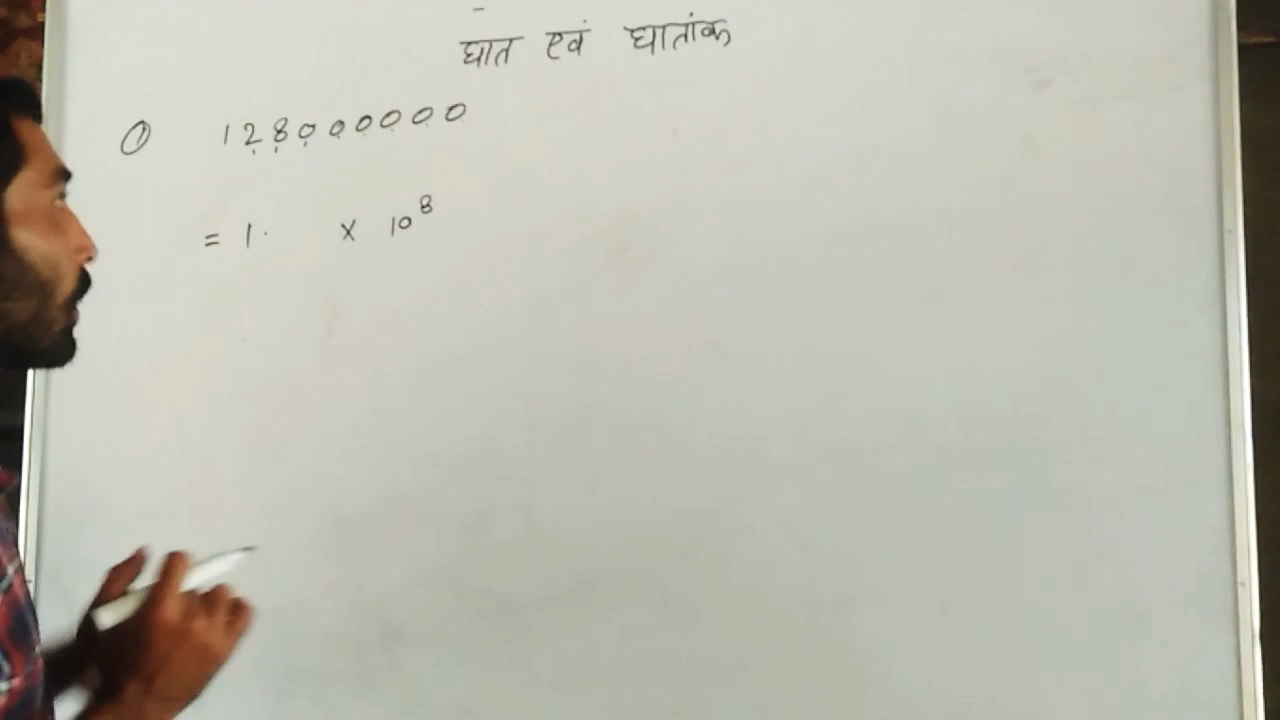 घात एवं घातांक
① 128000000
= 1. × 10⁸